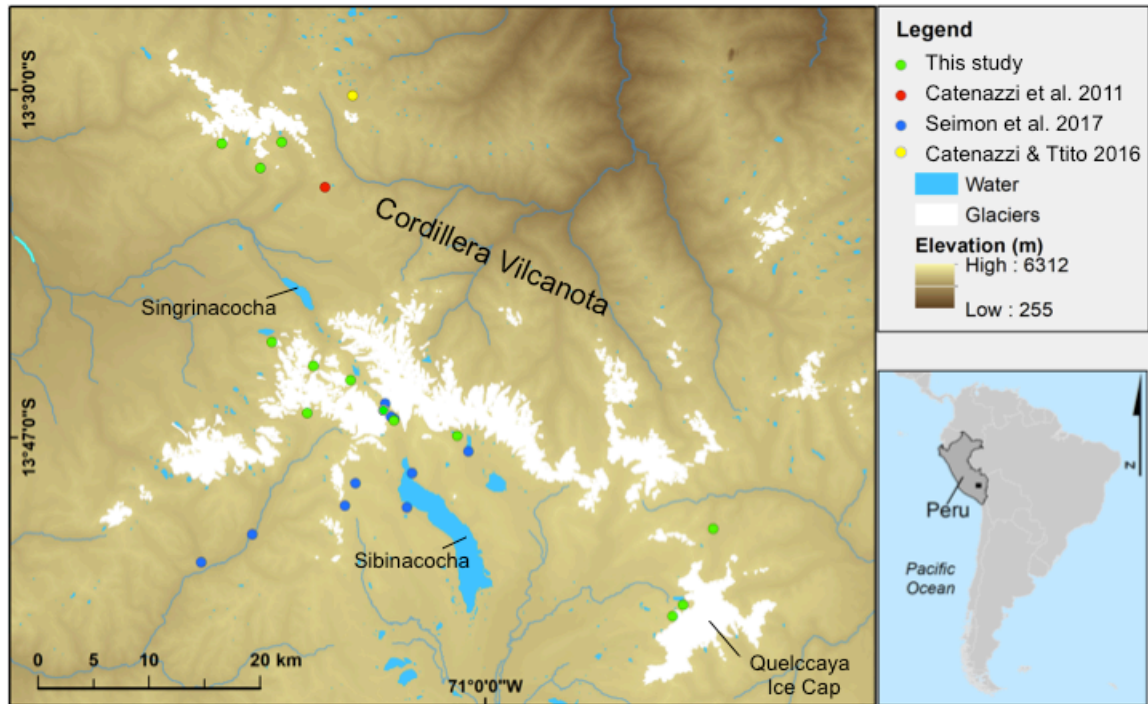 13°30'0"S
Cordillera Vilcanota
Singrinacocha
13°47'0"S
Sibinacocha
0 5 10 20 km
71°0'0"W
Quelccaya
Ice Cap
Legend
This study
Catenazzi et al. 2011
Seimon et al. 2017
Catenazzi & Ttito 2016
Water
Glaciers
Elevation (m)
High : 6312
Low : 255
N
Peru
Pacific
Ocean